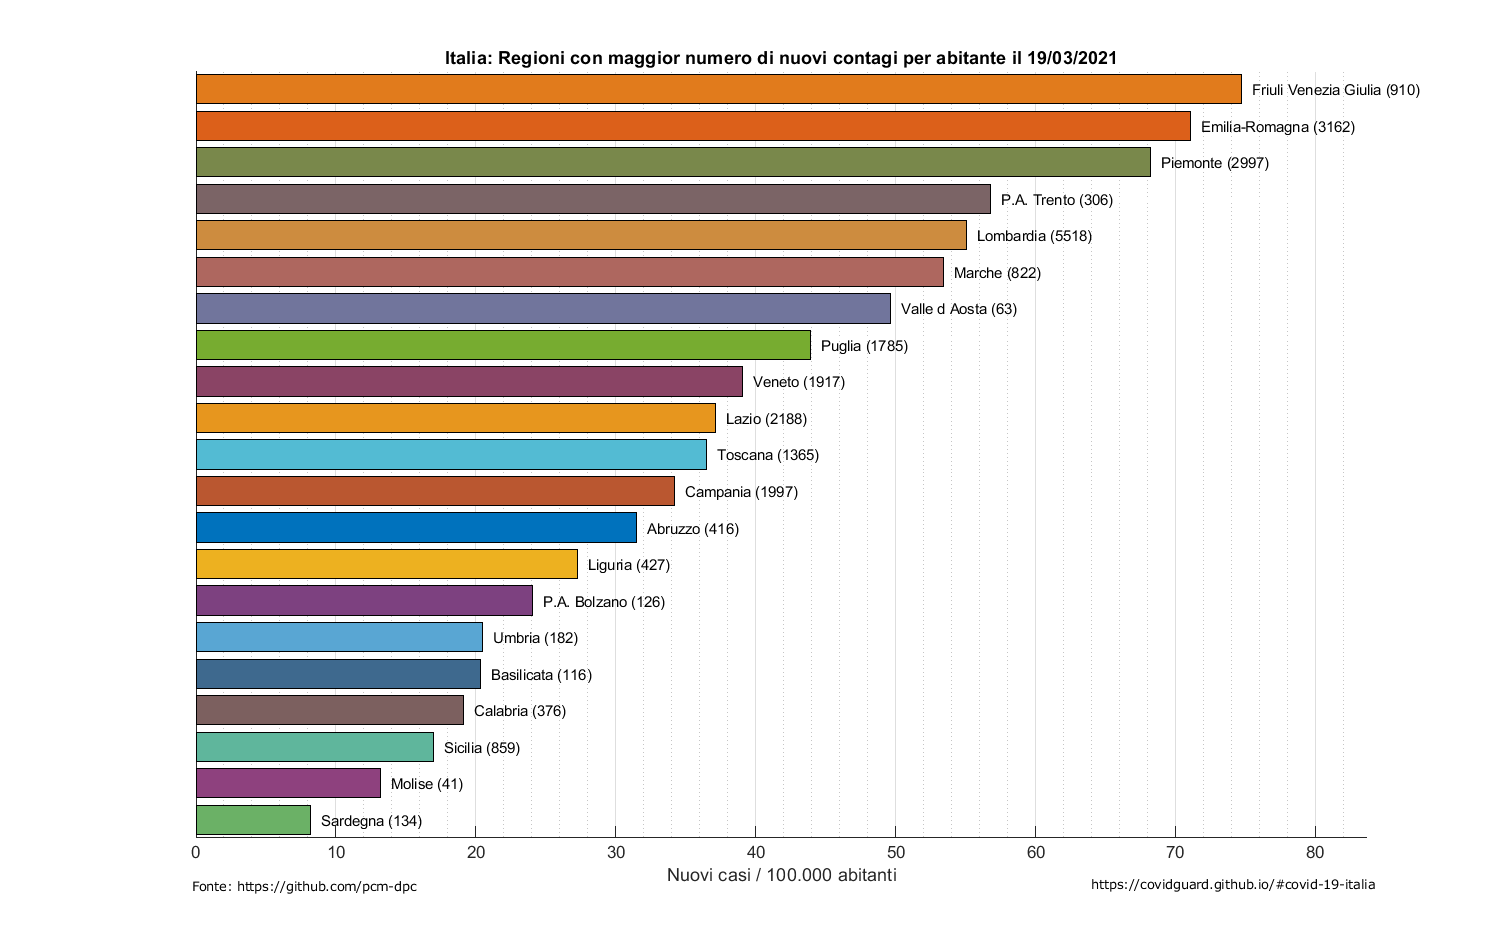 Italia: Regioni con maggior numero di nuovi contagi per abitante il 19/03/2021
Friuli Venezia Giulia (910)
Emilia-Romagna (3162)
Piemonte (2997)
P.A. Trento (306)
Lombardia (5518)
Marche (822)
Valle d Aosta (63)
Puglia (1785)
Veneto (1917)
Lazio (2188)
Toscana (1365)
Campania (1997)
Abruzzo (416)
Liguria (427)
P.A. Bolzano (126)
Umbria (182)
Basilicata (116)
Calabria (376)
Sicilia (859)
Molise (41)
Sardegna (134)
0 10 20 30 40 50 60 70 80
Nuovi casi / 100.000 abitanti
Fonte: https://github.com/pcm-dpc
https://covidguard.github.io/#covid-19-italia